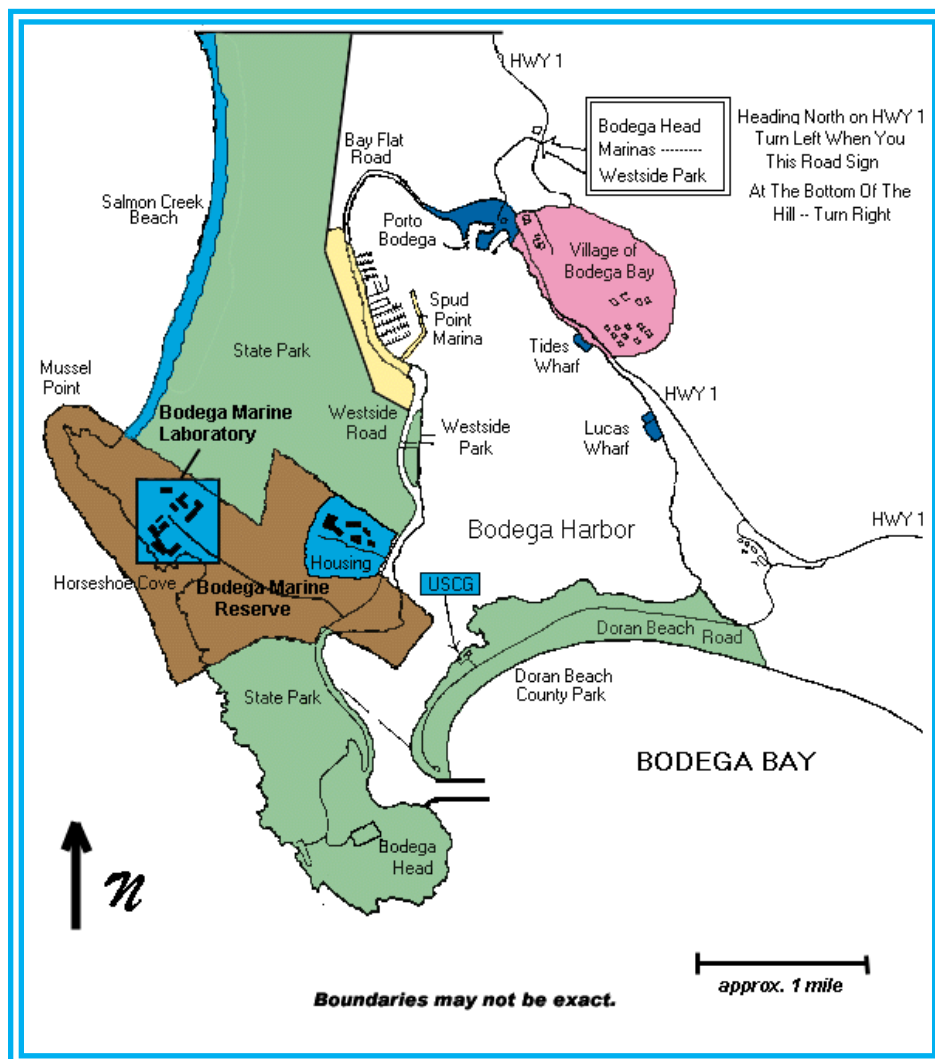 HWY 1
Bodega Head
Marinas --------
Westside Park
Heading North on HWY 1
Turn Left When You
This Road Sign
At The Bottom Of The
Hill -- Turn Right
Bay Flat
Road
Salmon Creek
Beach
Porto
Bodega
Village of
Bodega Bay
Spud
Point
Marina
State Park
Tides
Wharf
Mussel
Point
HWY 1
Bodega Marine
Laboratory
Westside
Road
Westside
Park
Lucas
Wharf
HWY 1
Bodega Harbor
Housing
Horseshoe Cove
Bodega Marine
Reserve
USCG
Doran Beach
Road
State Park
Doran Beach
County Park
BODEGA BAY
Bodega
Head
N
approx. 1 mile
Boundaries may not be exact.